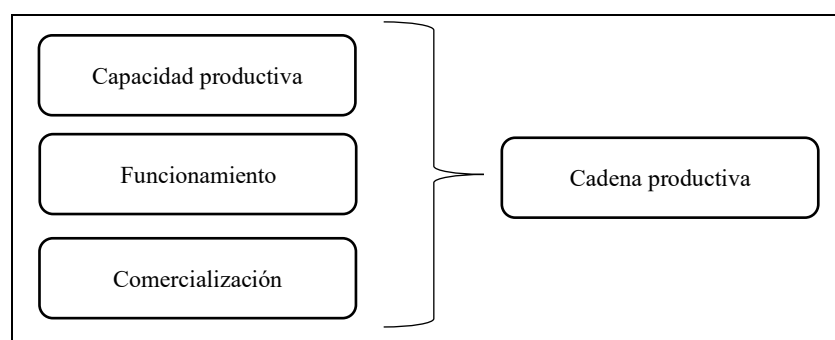 Capacidad productiva
Funcionamiento
Cadena productiva
Comercialización